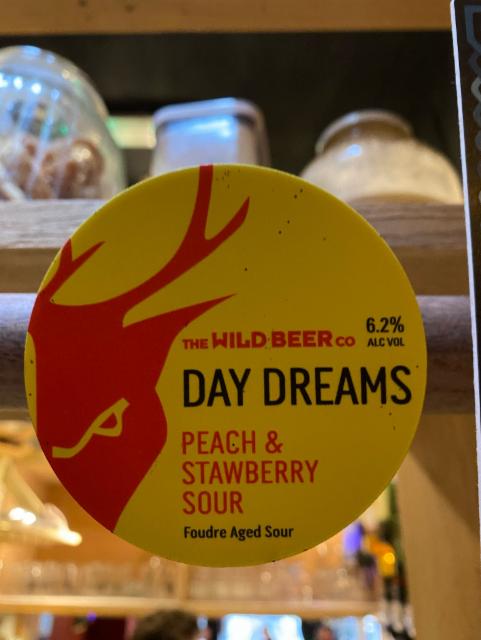 THE WILD BEER CO
6.2%
ALC VOL
DAY DREAMS
PEACH &
STAWBERRY
SOUR
Foudre Aged Sour